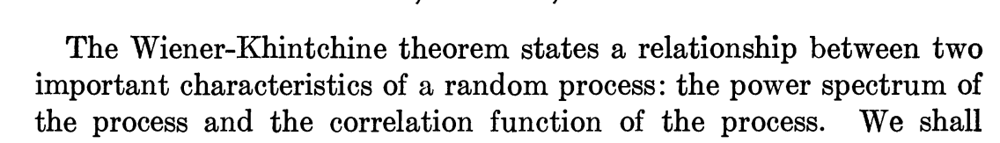 The Wiener-Khintchine theorem states a relationship between two
important characteristics of a random process: the power spectrum of
the process and the correlation function of the process. We shall